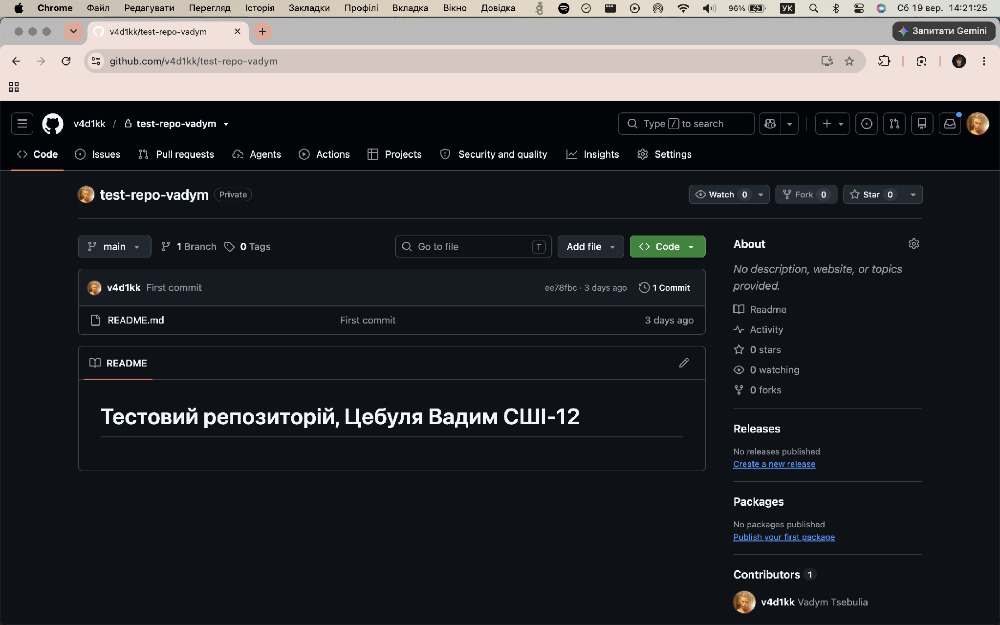 Chrome Файл Редагувати Перегляд Історія Закладки Профілі Вкладка Вікно Довідка 96% УК Сб 19 вер. 14:21:25
v4d1kk/test-repo-vadym
Запитати Gemini
github.com/v4d1kk/test-repo-vadym
v4d1kk / test-repo-vadym
Type / to search
Code Issues Pull requests Agents Actions Projects Security and quality Insights Settings
test-repo-vadym Private
Watch 0 Fork 0 Star 0
main 1 Branch 0 Tags Go to file T Add file Code
v4d1kk First commit ee78fbc · 3 days ago 1 Commit
README.md First commit 3 days ago
README
Тестовий репозиторій, Цебуля Вадим СШІ-12
About
No description, website, or topics
provided.
Readme
Activity
0 stars
0 watching
0 forks
Releases
No releases published
Create a new release
Packages
No packages published
Publish your first package
Contributors 1
v4d1kk Vadym Tsebulia